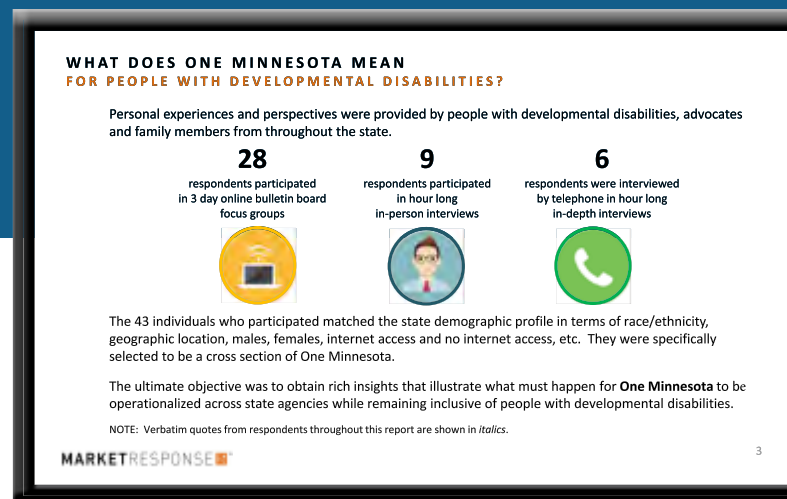 WHAT DOES ONE MINNESOTA MEAN
FOR PEOPLE WITH DEVELOPMENTAL DISABILITIES?
Personal experiences and perspectives were provided by people with developmental disabilities, advocates
and family members from throughout the state.
28
respondents participated
in 3 day online bulletin board
focus groups
9
respondents participated
in hour long
in-person interviews
6
respondents were interviewed
by telephone in hour long
in-depth interviews
The 43 individuals who participated matched the state demographic profile in terms of race/ethnicity,
geographic location, males, females, internet access and no internet access, etc. They were specifically
selected to be a cross section of One Minnesota.
The ultimate objective was to obtain rich insights that illustrate what must happen for One Minnesota to be
operationalized across state agencies while remaining inclusive of people with developmental disabilities.
NOTE: Verbatim quotes from respondents throughout this report are shown in italics.
MARKETRESPONSE
3